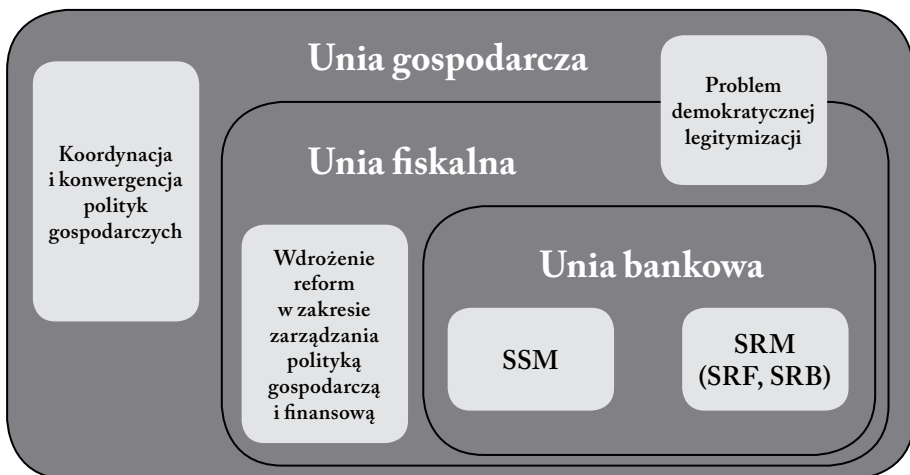 Unia gospodarcza
Problem
demokratycznej
legitymizacji
Koordynacja
i konwergencja
polityk
gospodarczych
Unia fiskalna
Wdrożenie
reform
w zakresie
zarządzania
polityką
gospodarczą
i finansową
Unia bankowa
SSM
SRM
(SRF, SRB)